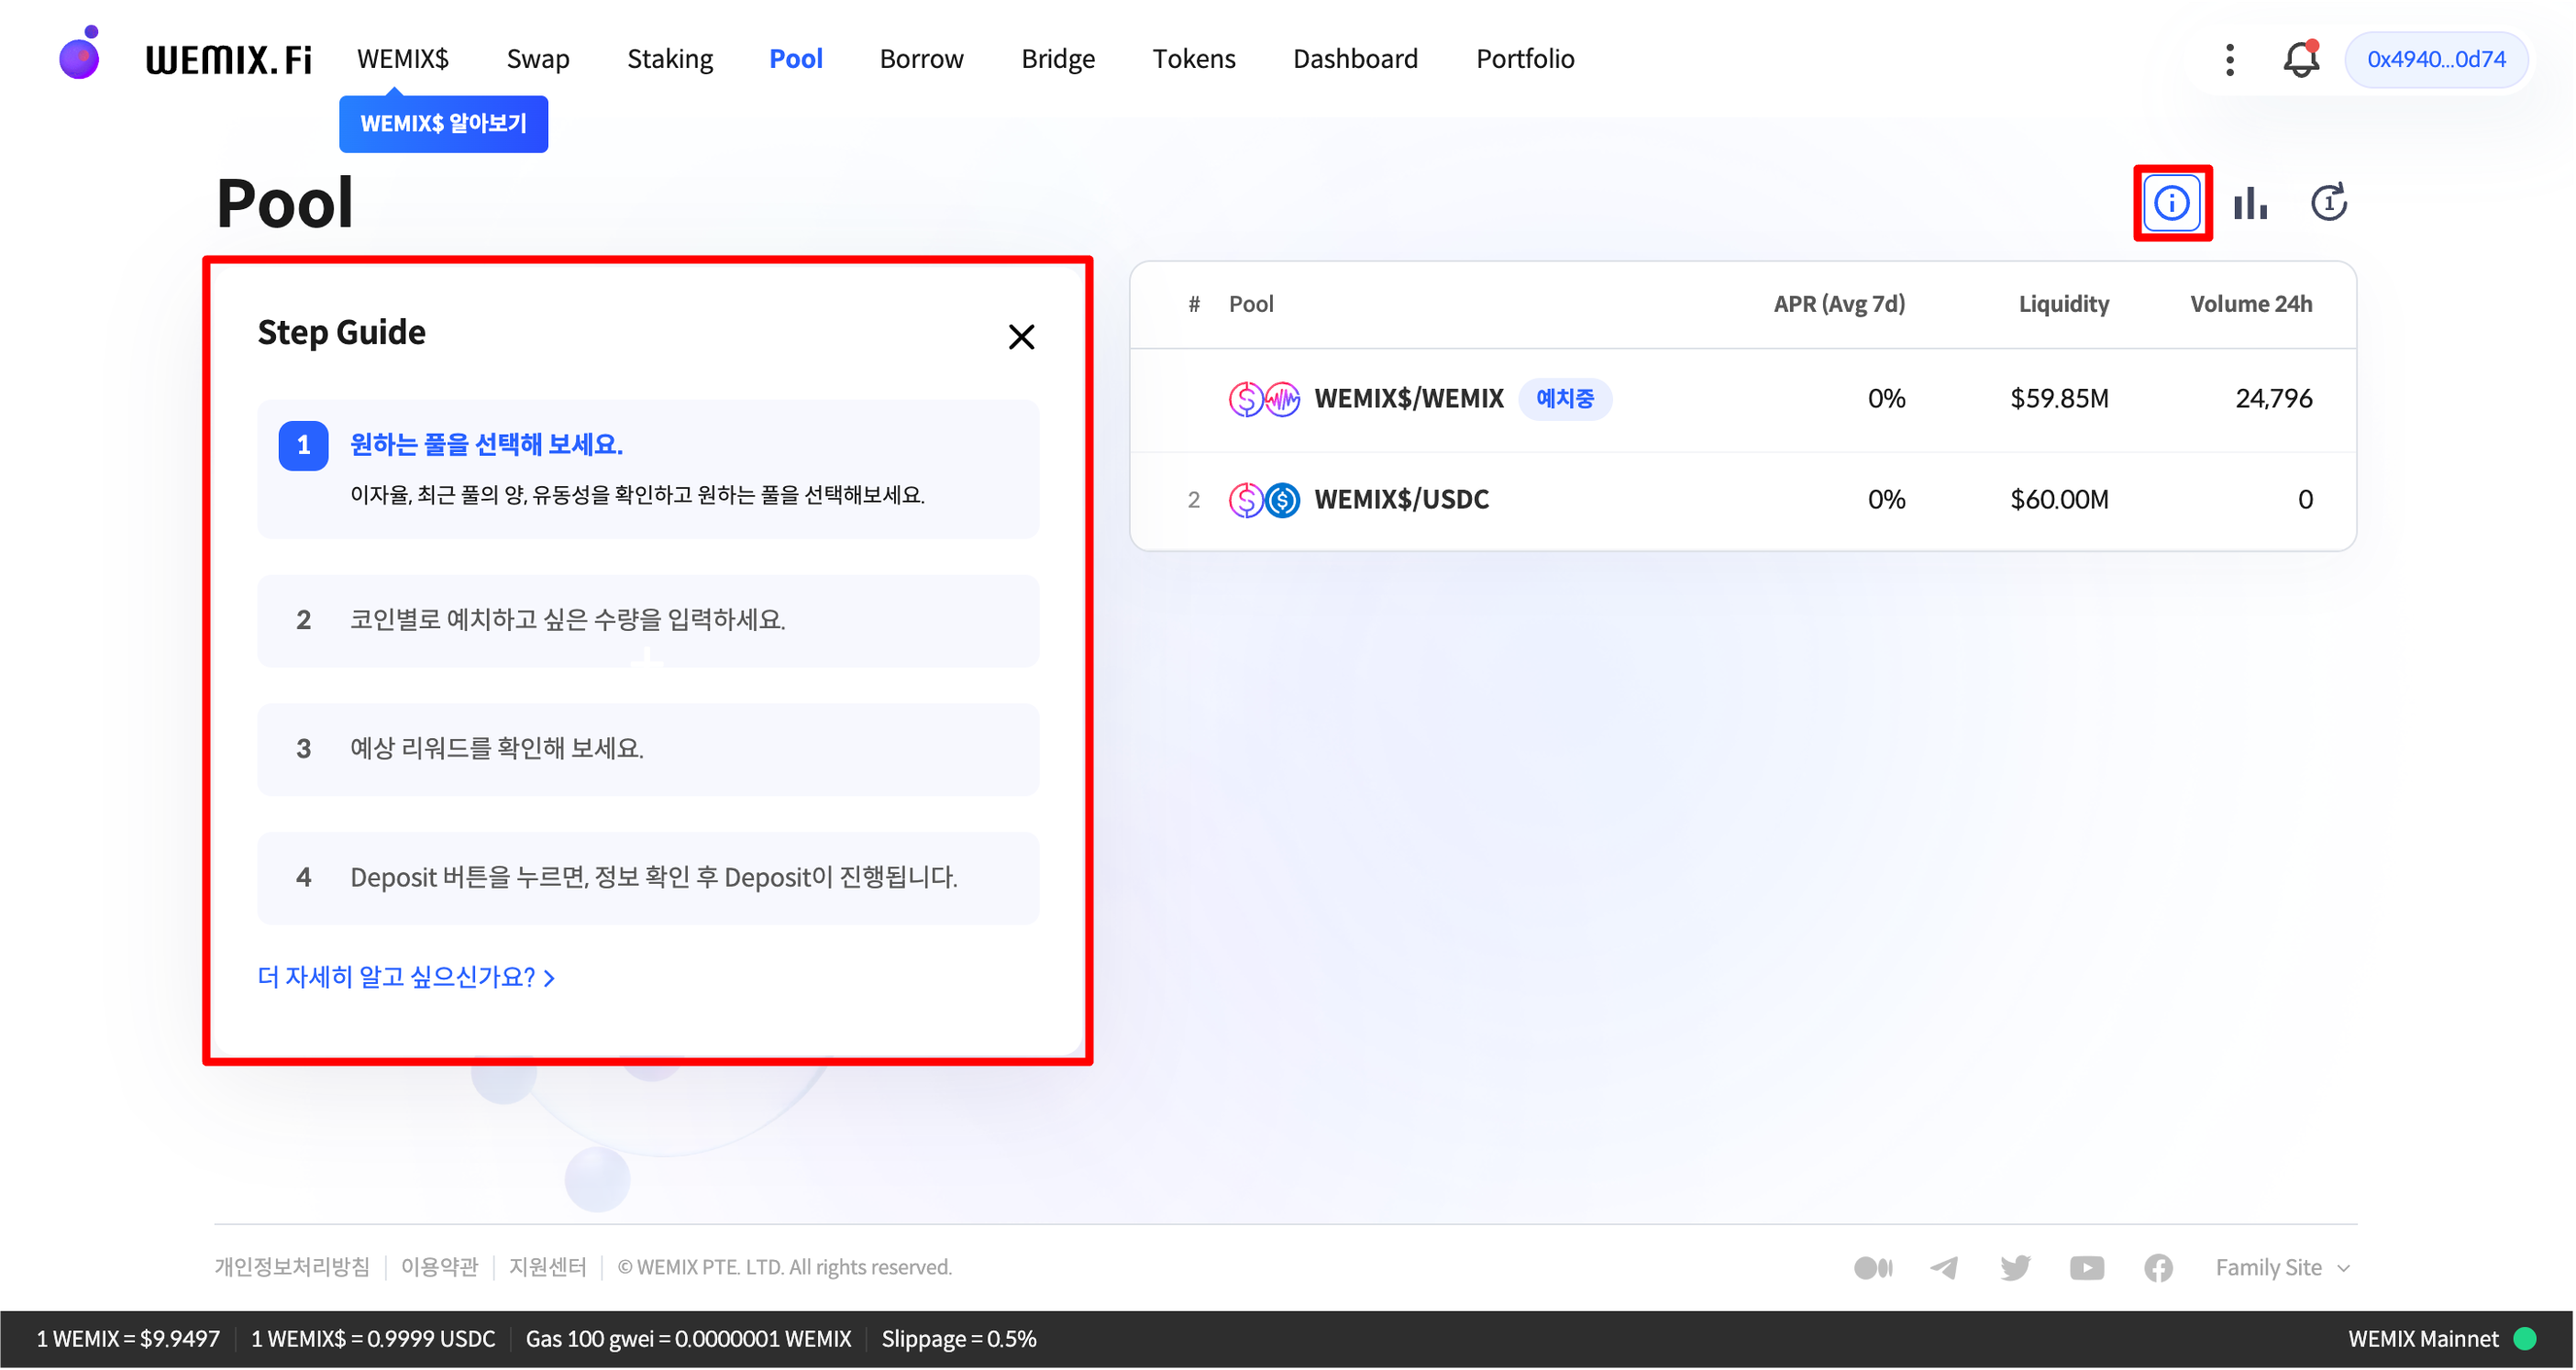 WEMIX.Fi WEMIX$ Swap Staking Pool Borrow Bridge Tokens Dashboard Portfolio 0x4940...0d74
WEMIX$ 알아보기
Pool
1
Step Guide
1 원하는 풀을 선택해 보세요.
이자율, 최근 풀의 양, 유동성을 확인하고 원하는 풀을 선택해보세요.
2 코인별로 예치하고 싶은 수량을 입력하세요.
3 예상 리워드를 확인해 보세요.
4 Deposit 버튼을 누르면, 정보 확인 후 Deposit이 진행됩니다.
더 자세히 알고 싶으신가요?
# Pool APR (Avg 7d) Liquidity Volume 24h
WEMIX$/WEMIX 예치중 0% $59.85M 24,796
2 WEMIX$/USDC 0% $60.00M 0
개인정보처리방침 이용약관 지원센터 © WEMIX PTE. LTD. All rights reserved. Family Site
1 WEMIX = $9.9497 1 WEMIX$ = 0.9999 USDC Gas 100 gwei = 0.0000001 WEMIX Slippage = 0.5% WEMIX Mainnet